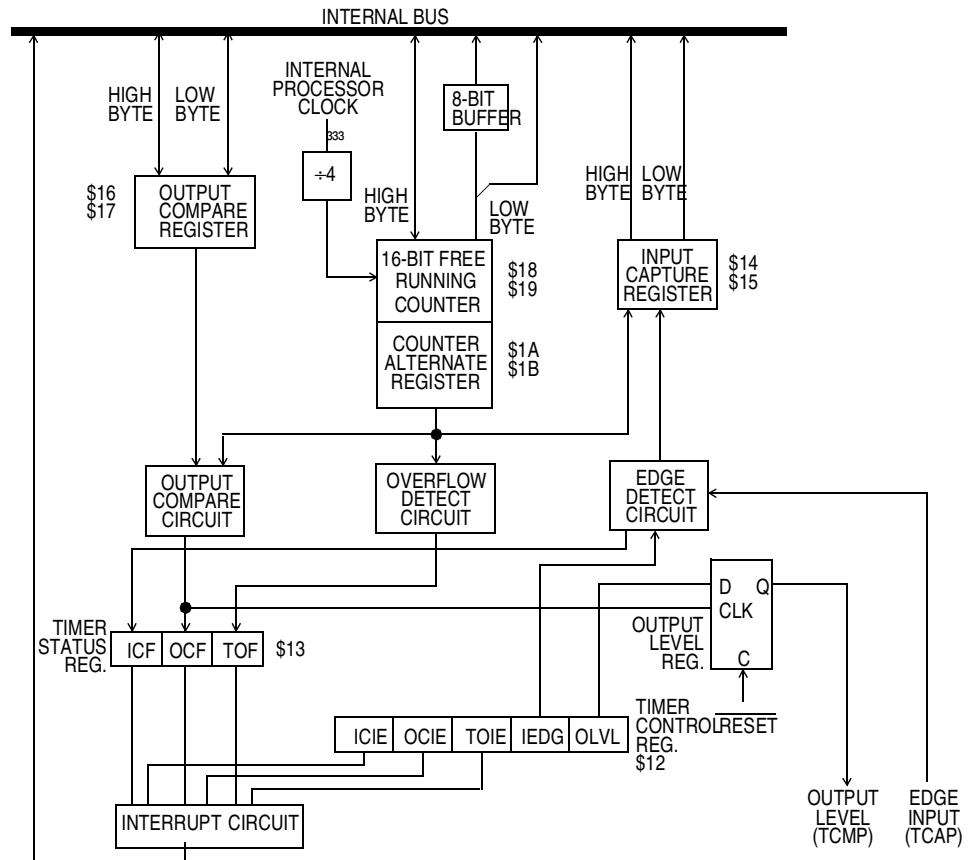 INTERNAL BUS
HIGH
BYTE
LOW
BYTE
INTERNAL
PROCESSOR
CLOCK
333
÷4
8-BIT
BUFFER
HIGH
BYTE
LOW
BYTE
HIGH
BYTE
LOW
BYTE
$16
$17
OUTPUT
COMPARE
REGISTER
16-BIT FREE
RUNNING
COUNTER
$18
$19
COUNTER
ALTERNATE
REGISTER
$1A
$1B
INPUT
CAPTURE
REGISTER
$14
$15
OUTPUT
COMPARE
CIRCUIT
OVERFLOW
DETECT
CIRCUIT
EDGE
DETECT
CIRCUIT
D Q
CLK
C
OUTPUT
LEVEL
REG.
RESET
TIMER
STATUS
REG.
ICF OCF TOF
$13
ICIE OCIE TOIE IEDG OLVL
TIMER
CONTROL
REG.
$12
INTERRUPT CIRCUIT
OUTPUT
LEVEL
(TCMP)
EDGE
INPUT
(TCAP)